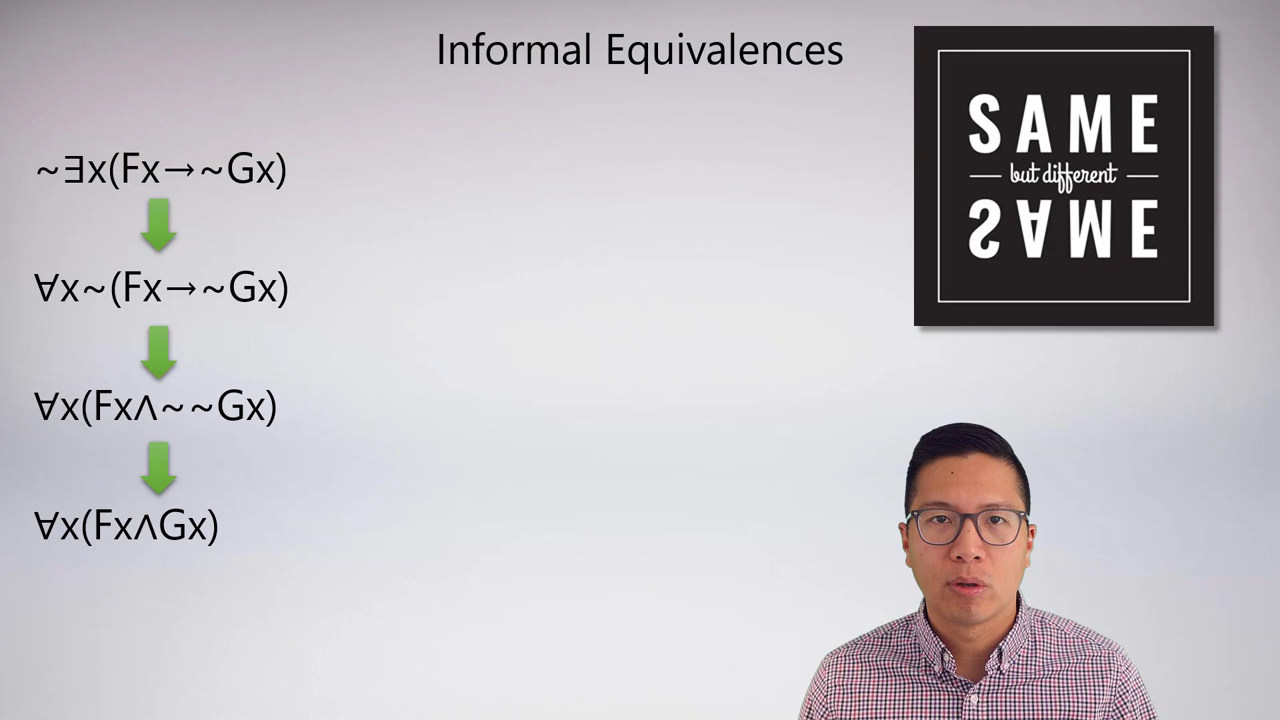 Informal Equivalences
~∃x(Fx→~Gx)
∀x~(Fx→~Gx)
∀x(Fx∧~~Gx)
∀x(Fx∧Gx)
SAME
but different
SAME